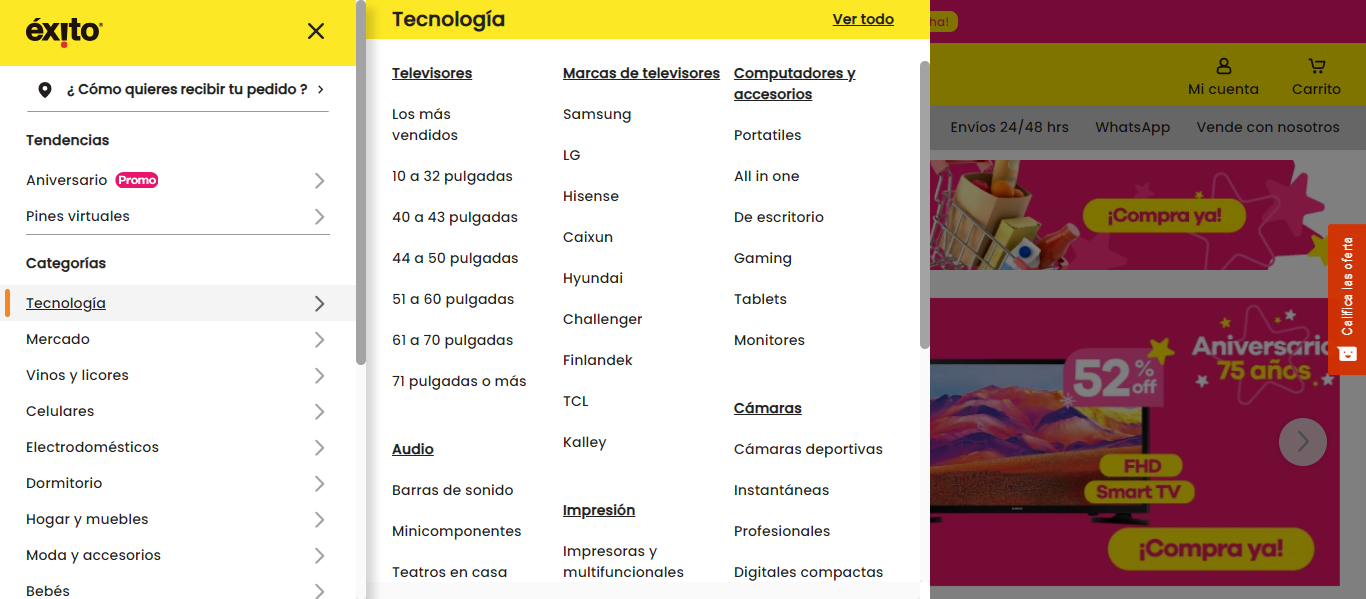 éxito
¿ Cómo quieres recibir tu pedido ?
Tendencias
Aniversario Promo
Pines virtuales
Categorías
Tecnología
Mercado
Vinos y licores
Celulares
Electrodomésticos
Dormitorio
Hogar y muebles
Moda y accesorios
Bebés
Tecnología
Ver todo
Televisores
Los más
vendidos
10 a 32 pulgadas
40 a 43 pulgadas
44 a 50 pulgadas
51 a 60 pulgadas
61 a 70 pulgadas
71 pulgadas o más
Audio
Barras de sonido
Minicomponentes
Teatros en casa
Marcas de televisores
Samsung
LG
Hisense
Caixun
Hyundai
Challenger
Finlandek
TCL
Kalley
Impresión
Impresoras y
multifuncionales
Computadores y
accesorios
Portatiles
All in one
De escritorio
Gaming
Tablets
Monitores
Cámaras
Cámaras deportivas
Instantáneas
Profesionales
Digitales compactas
ha!
Mi cuenta
Carrito
Envíos 24/48 hrs
WhatsApp
Vende con nosotros
¡Compra ya!
Califica las oferta
Aniversario
75 años
52% off
FHD
Smart TV
¡Compra ya!